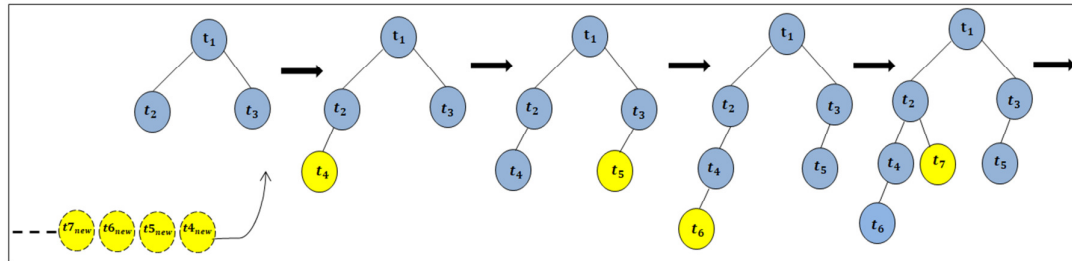 t₁ t₁ t₁ t₁ t₁
t₂ t₃ t₂ t₃ t₂ t₃ t₂ t₃ t₂ t₃
t₄ t₄ t₅ t₄ t₅ t₄ t₇ t₅
t7new t6new t5new t4new t₆ t₆